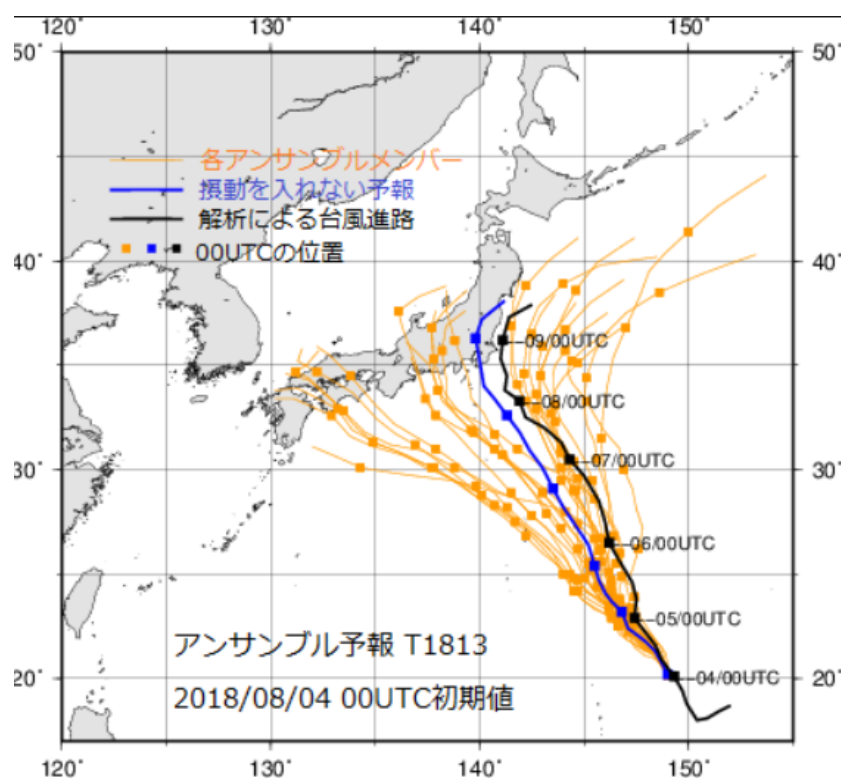 120˚ 130˚ 140˚ 150˚
50˚ 50˚
各アンサンブルメンバー
摂動を入れない予報
解析による台風進路
00UTCの位置
40˚ 40˚
09/00UTC
08/00UTC
30˚ 30˚
07/00UTC
06/00UTC
05/00UTC
アンサンブル予報 T1813
20˚ 20˚
04/00UTC
2018/08/04 00UTC初期値
120˚ 130˚ 140˚ 150˚